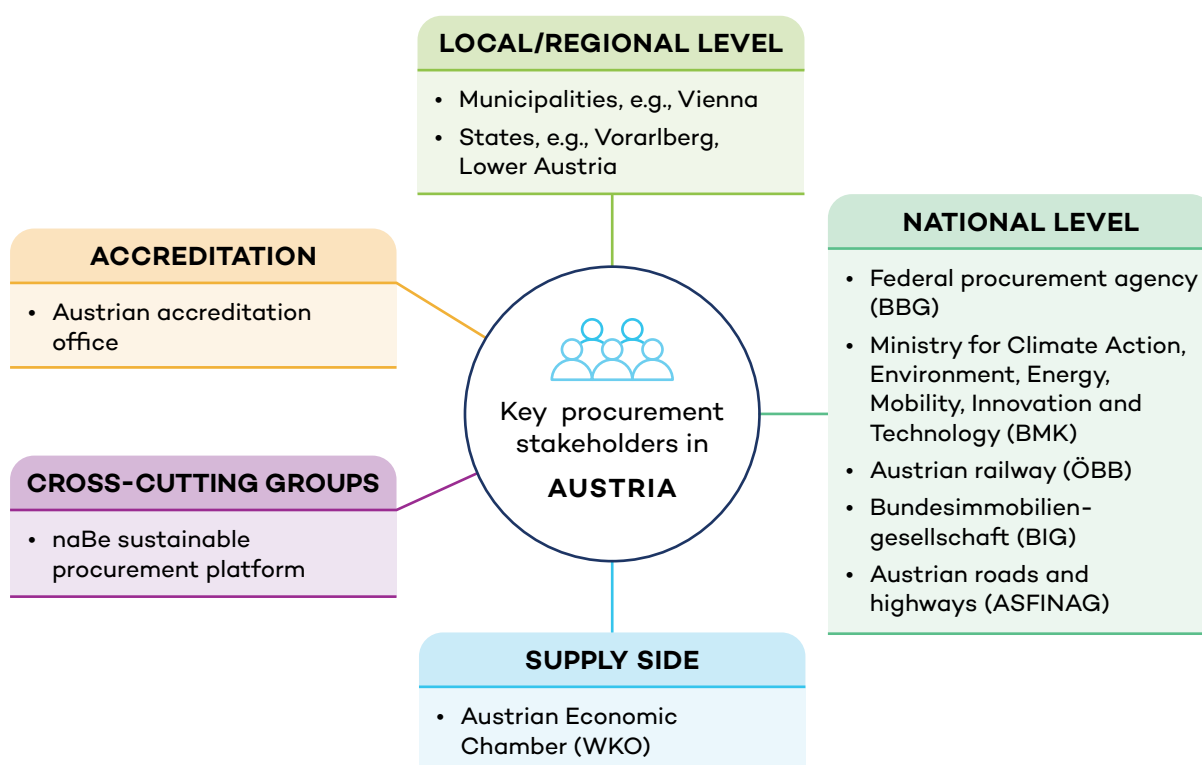 LOCAL/REGIONAL LEVEL
• Municipalities, e.g., Vienna
• States, e.g., Vorarlberg,
Lower Austria
ACCREDITATION
• Austrian accreditation
office
NATIONAL LEVEL
• Federal procurement agency
(BBG)
• Ministry for Climate Action,
Environment, Energy,
Mobility, Innovation and
Technology (BMK)
• Austrian railway (ÖBB)
• Bundesimmobilien-
gesellschaft (BIG)
• Austrian roads and
highways (ASFINAG)
Key procurement
stakeholders in
AUSTRIA
CROSS-CUTTING GROUPS
• naBe sustainable
procurement platform
SUPPLY SIDE
• Austrian Economic
Chamber (WKO)